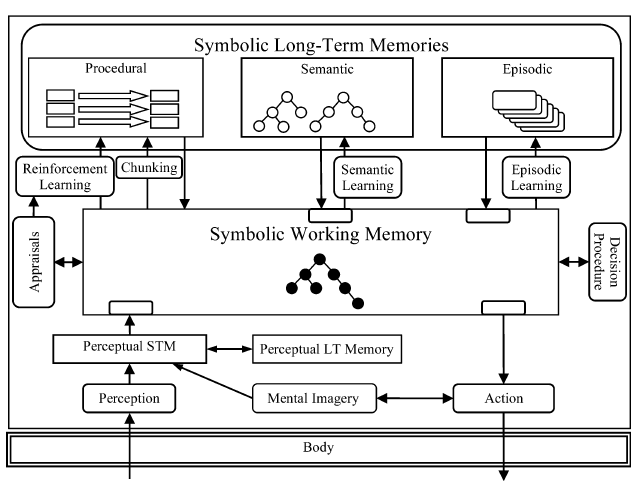 Symbolic Long-Term Memories
Procedural
Semantic
Episodic
Reinforcement
Learning
Chunking
Semantic
Learning
Episodic
Learning
Symbolic Working Memory
Appraisals
Decision
Procedure
Perceptual STM
Perceptual LT Memory
Perception
Mental Imagery
Action
Body